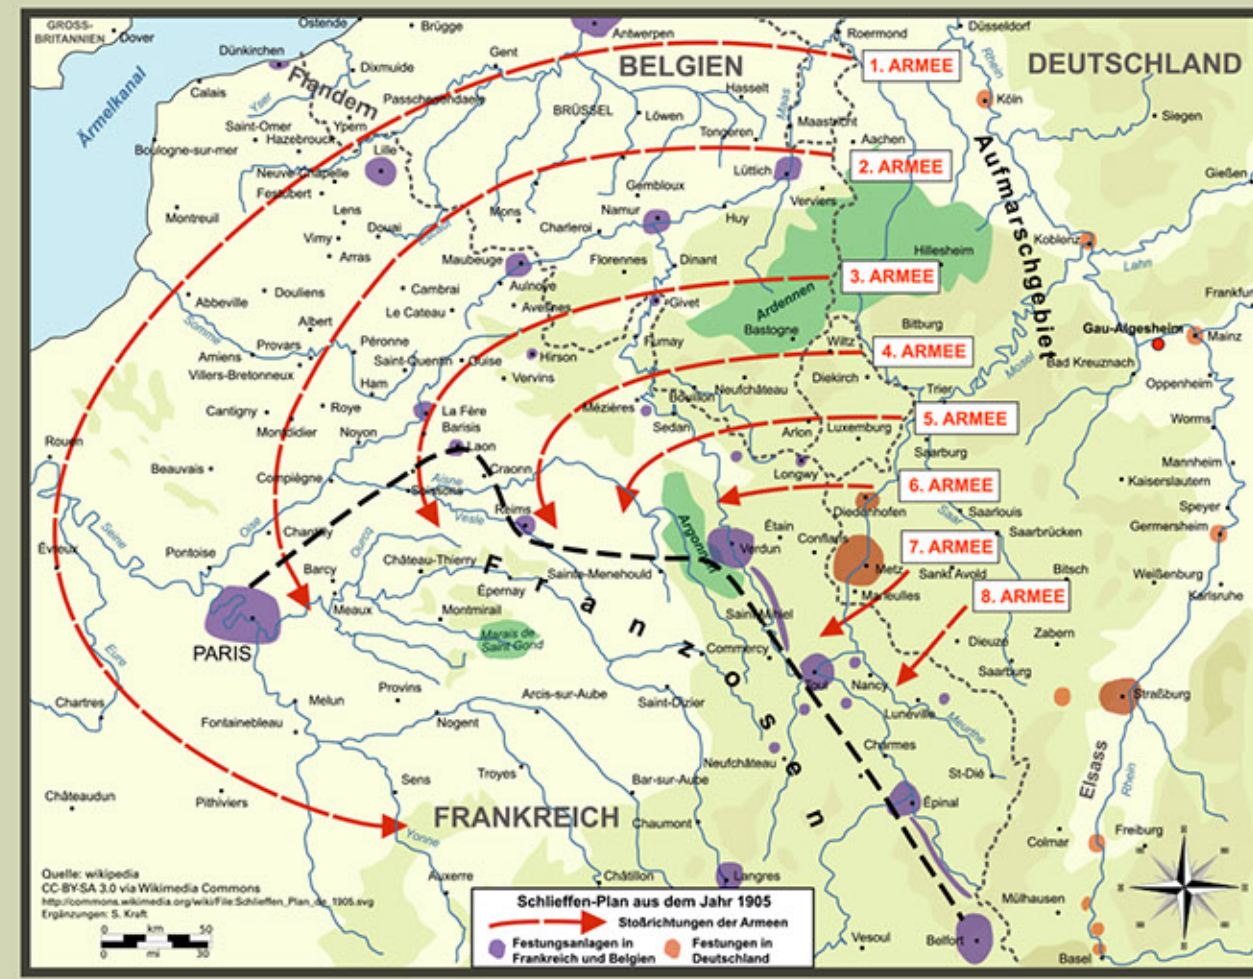 GROSS-
BRITANNIEN
Dover
Ostende
Brügge
Antwerpen
Roermond
Düsseldorf
Rhein
DEUTSCHLAND
Dünkirchen
Dixmuide
Gent
BELGIEN
1. ARMEE
Ärmelkanal
Calais
Flandern
Yser
Passchengendaele
Hasselt
Maas
Köln
Siegen
Saint-Omer
Ypern
BRÜSSEL
Löwen
Maastricht
Hazebrouck
Tongeren
Aachen
Boulogne-sur-mer
Lille
2. ARMEE
Aufmarschgebiet
Neuve-Chapelle
Lüttich
Gießen
Festubert
Gembloux
Verviers
Montreuil
Lens
Mons
Namur
Huy
Douai
Charleroi
Koblenz
Vimy
Hillesheim
Lahn
Arras
Maubeuge
Florennes
Dinant
3. ARMEE
Abbeville
Douliens
Cambrai
Aulnoye
Ardennen
Frankfurt
Le Cateau
Avesnes
Givet
Somme
Albert
Bastogne
Bitburg
Gau-Algesheim
Mainz
Provars
Péronne
Fumay
Wiltz
4. ARMEE
Amiens
Saint-Quentin
Guise
Hirson
Mosel
Bad Kreuznach
Villers-Bretonneux
Ham
Vervins
Neufchâteau
Diekirch
Trier
Oppenheim
Cantigny
Roye
La Fère
Mézières
Bouillon
5. ARMEE
Worms
Montdidier
Noyon
Barisis
Sedan
Arlon
Luxemburg
Rouen
Laon
Saarburg
Beauvais
Compiègne
Craonn
Longwy
Mannheim
Aisne
6. ARMEE
Kaiserslautern
Soissons
Reims
Diedenhofen
Saar
Saarlouis
Speyer
Seine
Oise
Chantilly
Vesle
Argonnen
Étain
Saarbrücken
Germersheim
Évreux
Pontoise
Ourcq
Verdun
Conflans
7. ARMEE
Barcy
Château-Thierry
Franzosen
Sainte-Menehould
Metz
Sankt Avold
Bitsch
Weißenburg
Meaux
Épernay
Karlsruhe
Montmirail
Saint-Mihiel
8. ARMEE
PARIS
Marais de
Saint Gond
Commercy
Dieuze
Zabern
Eure
Provins
Arcis-sur-Aube
Toul
Nancy
Saarburg
Chartres
Melun
Saint-Dizier
Straßburg
Fontainebleau
Nogent
Lunéville
Meurthe
Charmes
Elsass
Rhein
Neufchâteau
St-Dié
Châteaudun
Pithiviers
Sens
Troyes
Bar-sur-Aube
FRANKREICH
Chaumont
Épinal
Yonne
Colmar
Freiburg
Auxerre
Châtillon
Langres
Mülhausen
Vesoul
Belfort
Basel
Quelle: wikipedia
CC-BY-SA 3.0 via Wikimedia Commons
http://commons.wikimedia.org/wiki/File:Schlieffen_Plan_de_1905.svg
Ergänzungen: S. Kraft
km 50
mi 30
Schlieffen-Plan aus dem Jahr 1905
Stoßrichtungen der Armeen
Festungsanlagen in
Frankreich und Belgien
Festungen in
Deutschland